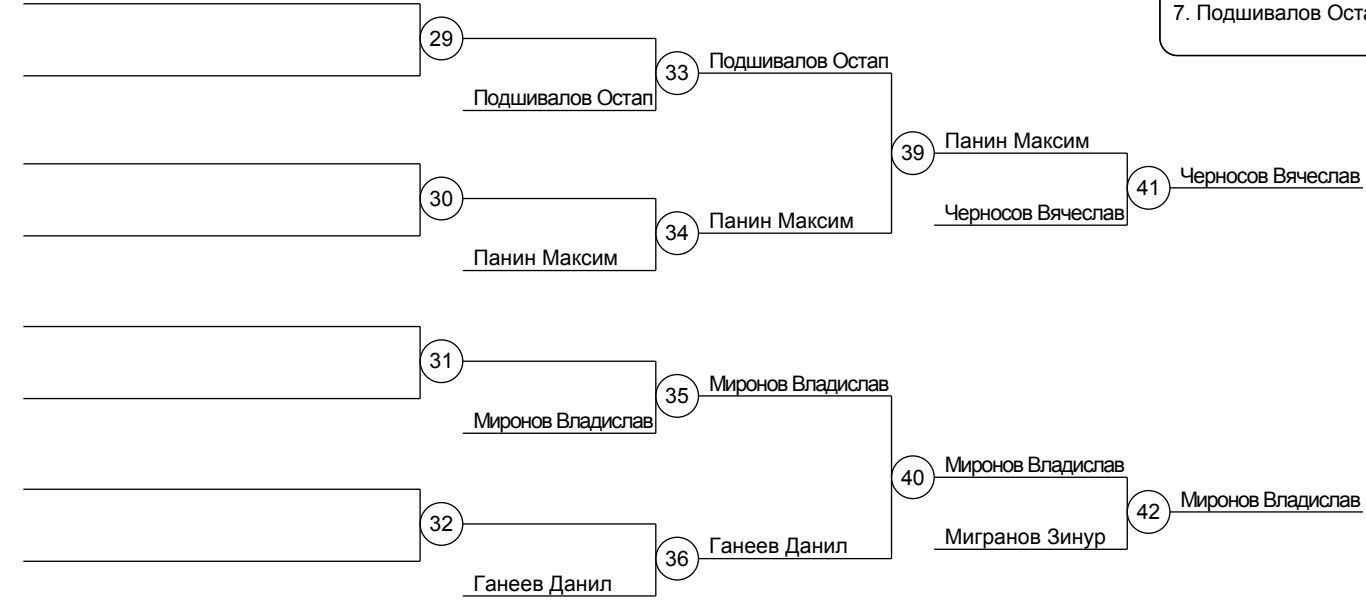 7. Подшивалов Оста
29
Подшивалов Остап
33
Подшивалов Остап
39
Панин Максим
41
Черносов Вячеслав
Черносов Вячеслав
30
Панин Максим
34
Панин Максим
31
Миронов Владислав
35
Миронов Владислав
40
Миронов Владислав
42
Миронов Владислав
Мигранов Зинур
32
Ганеев Данил
36
Ганеев Данил